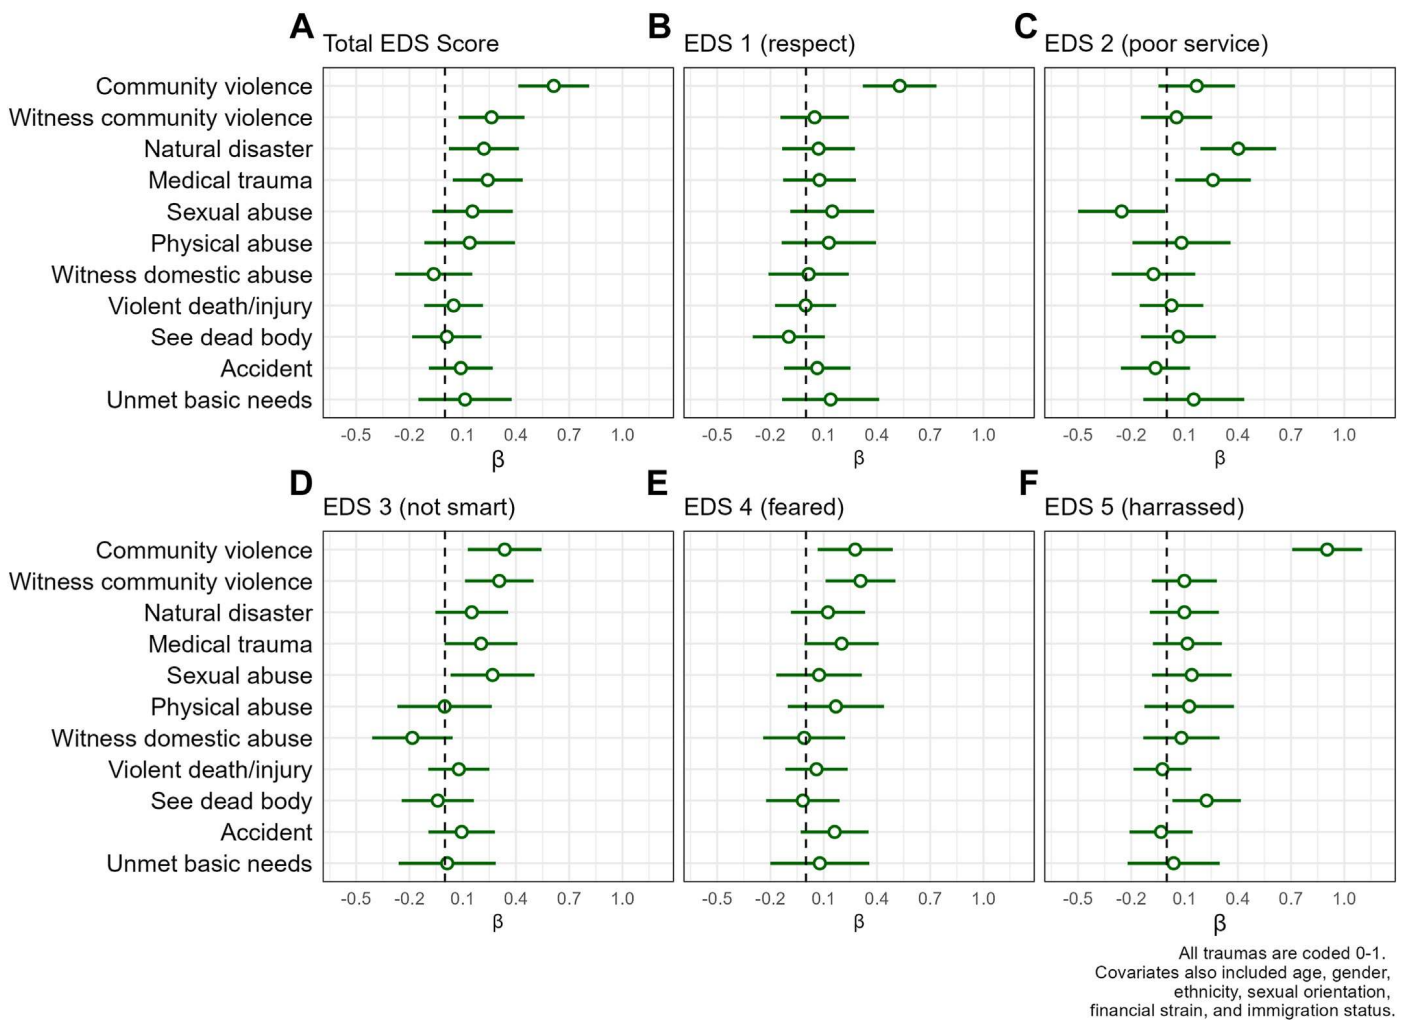 A
Total EDS Score
B
EDS 1 (respect)
C
EDS 2 (poor service)
Community violence
Witness community violence
Natural disaster
Medical trauma
Sexual abuse
Physical abuse
Witness domestic abuse
Violent death/injury
See dead body
Accident
Unmet basic needs
-0.5 -0.2 0.1 0.4 0.7 1.0
-0.5 -0.2 0.1 0.4 0.7 1.0
-0.5 -0.2 0.1 0.4 0.7 1.0
β
β
β
D
EDS 3 (not smart)
E
EDS 4 (feared)
F
EDS 5 (harrassed)
Community violence
Witness community violence
Natural disaster
Medical trauma
Sexual abuse
Physical abuse
Witness domestic abuse
Violent death/injury
See dead body
Accident
Unmet basic needs
-0.5 -0.2 0.1 0.4 0.7 1.0
-0.5 -0.2 0.1 0.4 0.7 1.0
-0.5 -0.2 0.1 0.4 0.7 1.0
β
β
β
All traumas are coded 0-1.
Covariates also included age, gender,
ethnicity, sexual orientation,
financial strain, and immigration status.